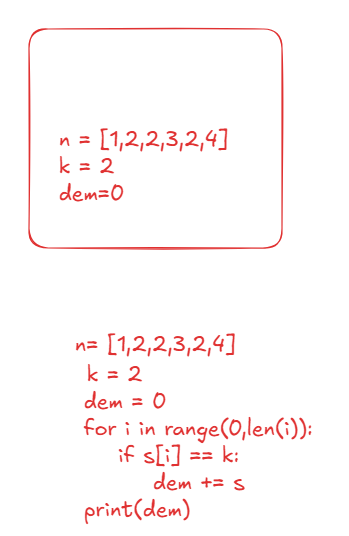 n = [1,2,2,3,2,4]
k = 2
dem=0
n= [1,2,2,3,2,4]
k = 2
dem = 0
for i in range(0,len(i)):
if s[i] == k:
dem += s
print(dem)